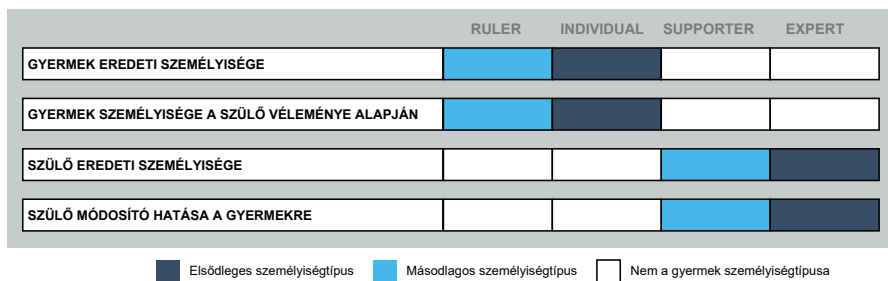 RULER INDIVIDUAL SUPPORTER EXPERT
GYERMEK EREDETI SZEMÉLYISÉGE
GYERMEK SZEMÉLYISÉGE A SZÜLŐ VÉLEMÉNYE ALAPJÁN
SZÜLŐ EREDETI SZEMÉLYISÉGE
SZÜLŐ MÓDOSÍTÓ HATÁSA A GYERMEKRE
Elsődleges személyiségtípus Másodlagos személyiségtípus Nem a gyermek személyiségtípusa